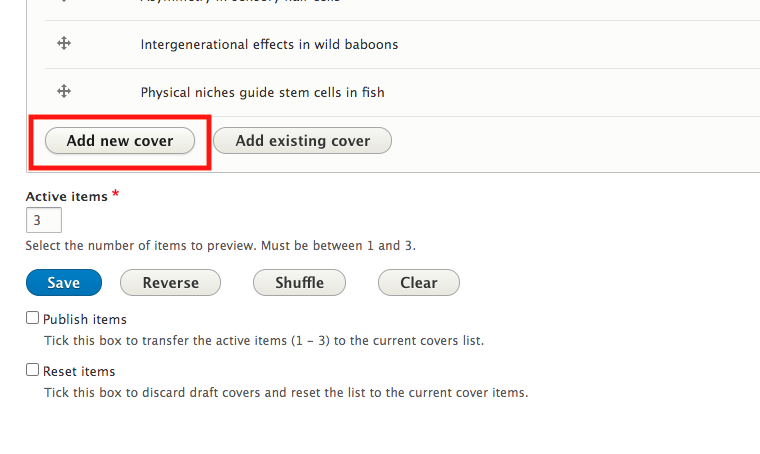 Intergenerational effects in wild baboons
Physical niches guide stem cells in fish
Add new cover Add existing cover
Active items *
3
Select the number of items to preview. Must be between 1 and 3.
Save Reverse Shuffle Clear
Publish items
Tick this box to transfer the active items (1 – 3) to the current covers list.
Reset items
Tick this box to discard draft covers and reset the list to the current cover items.